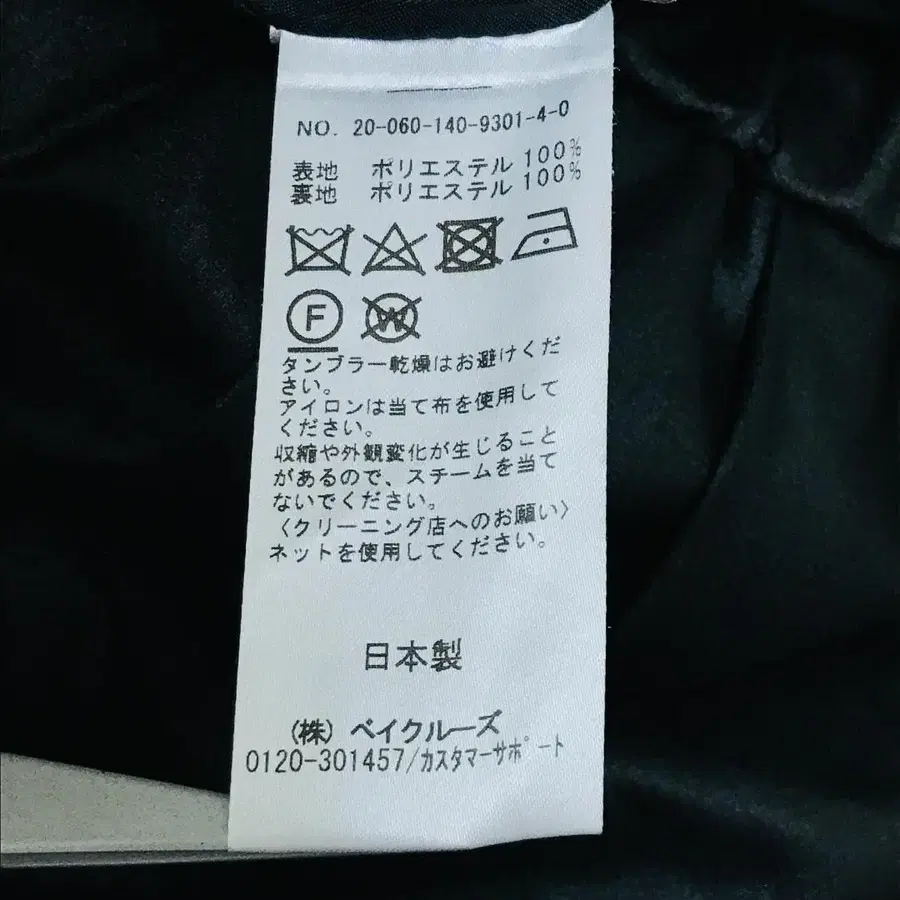 NO. 20-060-140-9301-4-0
表地 ポリエステル 100%
裏地 ポリエステル 100%
F W
タンブラー乾燥はお避けくだ
さい。
アイロンは当て布を使用して
ください。
収縮や外観変化が生じること
があるので、スチームを当て
ないでください。
〈クリーニング店へのお願い〉
ネットを使用してください。
日本製
(株) ベイクルーズ
0120-301457/カスタマーサポート